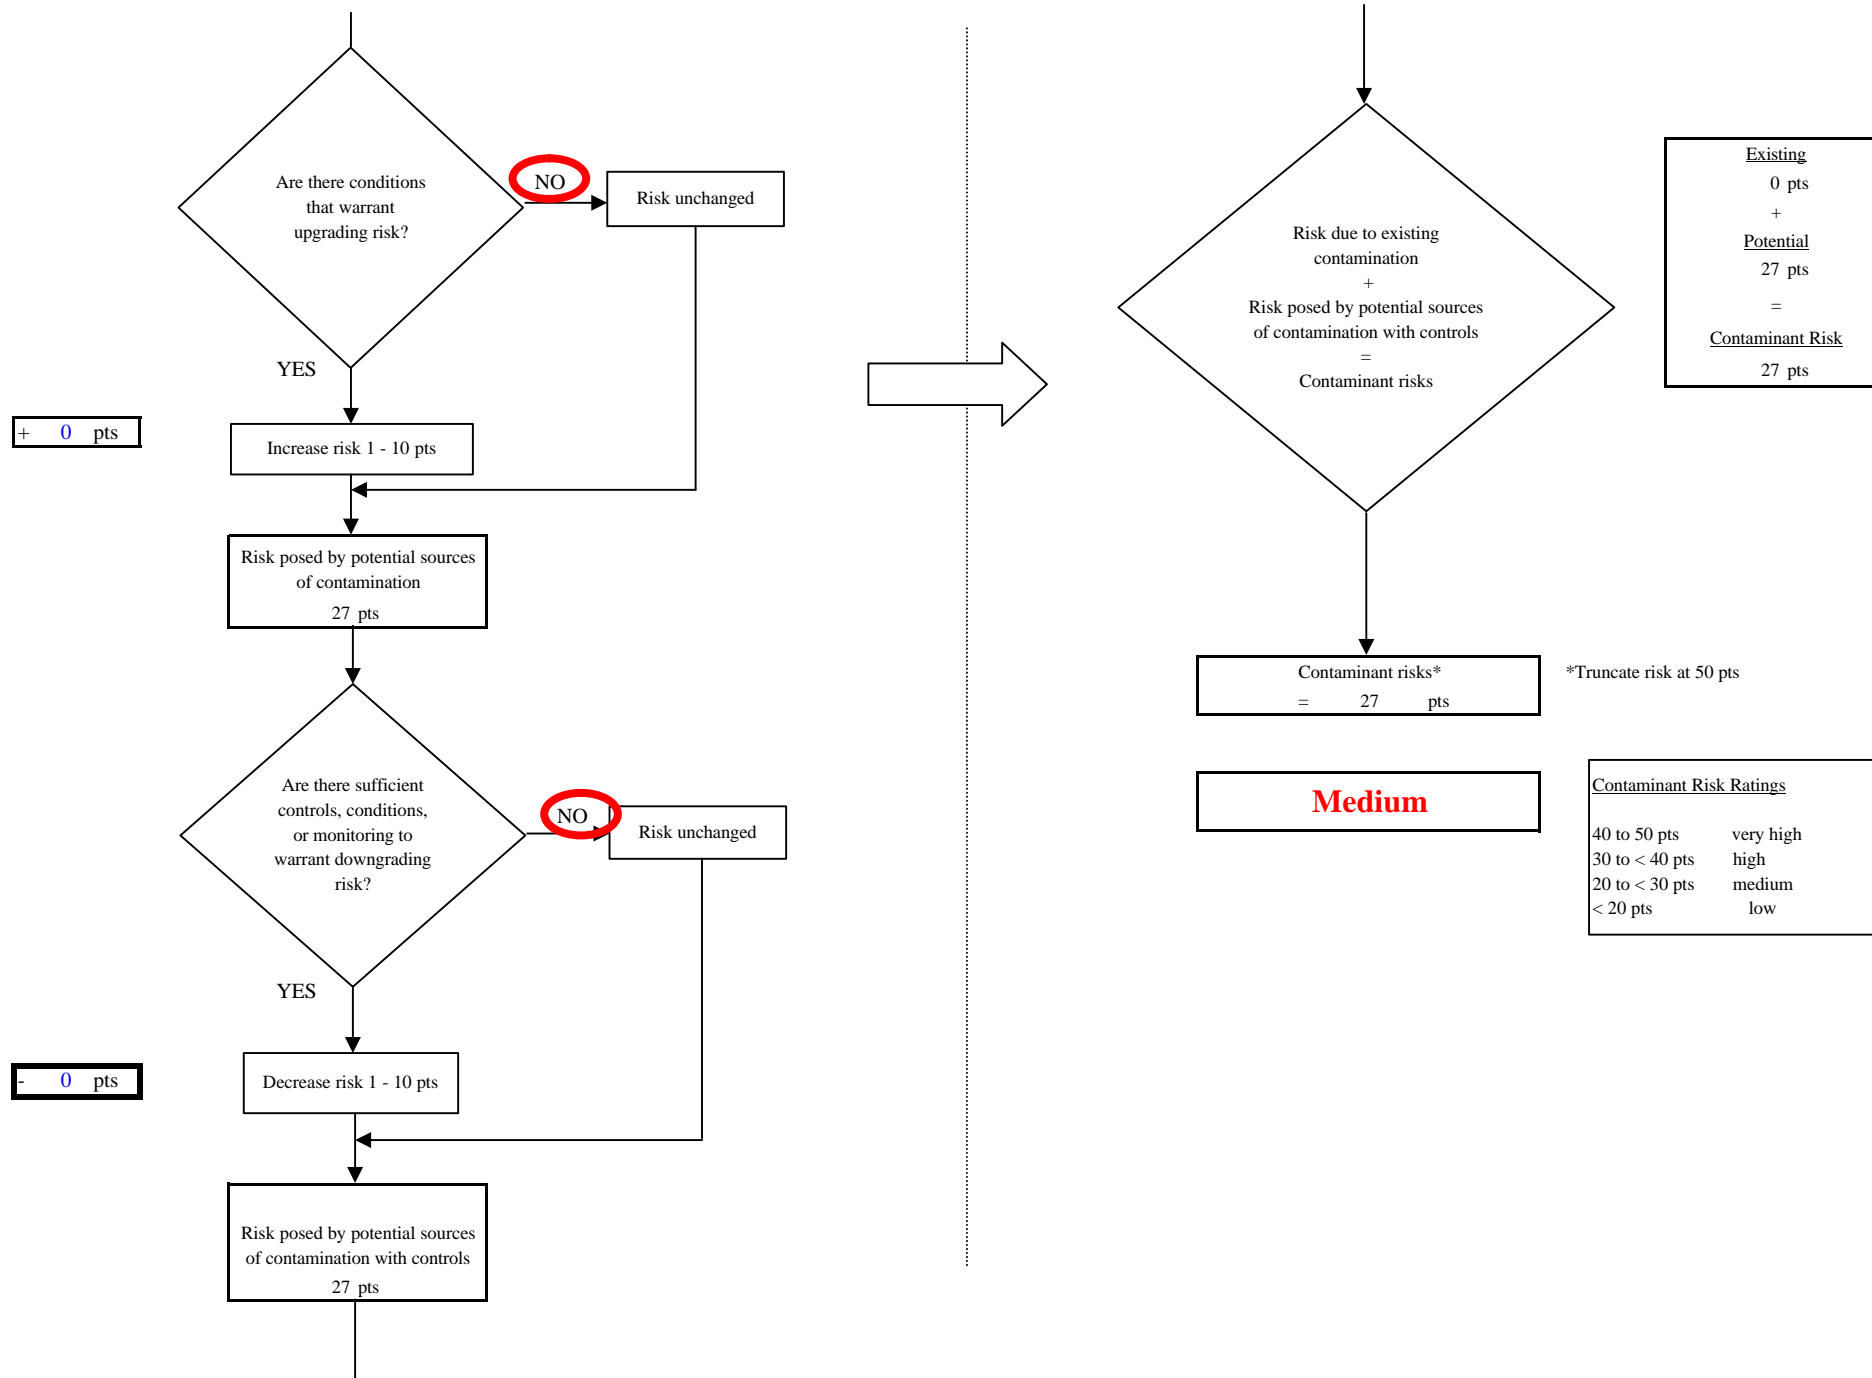 Are there conditions
that warrant
upgrading risk?
NO
Risk unchanged
YES
+ 0 pts
Increase risk 1 - 10 pts
Risk posed by potential sources
of contamination
27 pts
Are there sufficient
controls, conditions,
or monitoring to
warrant downgrading
risk?
NO
Risk unchanged
YES
- 0 pts
Decrease risk 1 - 10 pts
Risk posed by potential sources
of contamination with controls
27 pts
Risk due to existing
contamination
+
Risk posed by potential sources
of contamination with controls
=
Contaminant risks
Existing
0 pts
+
Potential
27 pts
=
Contaminant Risk
27 pts
Contaminant risks*
= 27 pts
*Truncate risk at 50 pts
Medium
Contaminant Risk Ratings
40 to 50 pts very high
30 to < 40 pts high
20 to < 30 pts medium
< 20 pts low